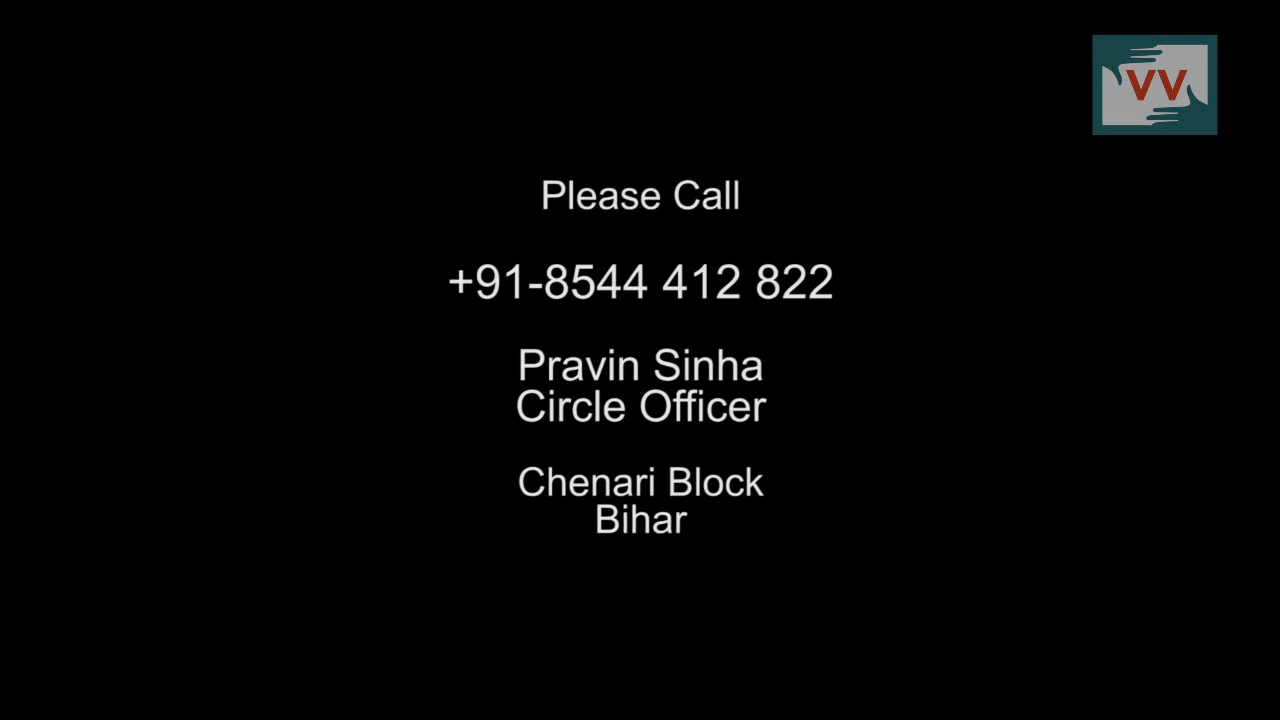 VV
Please Call
+91-8544 412 822
Pravin Sinha
Circle Officer
Chenari Block
Bihar